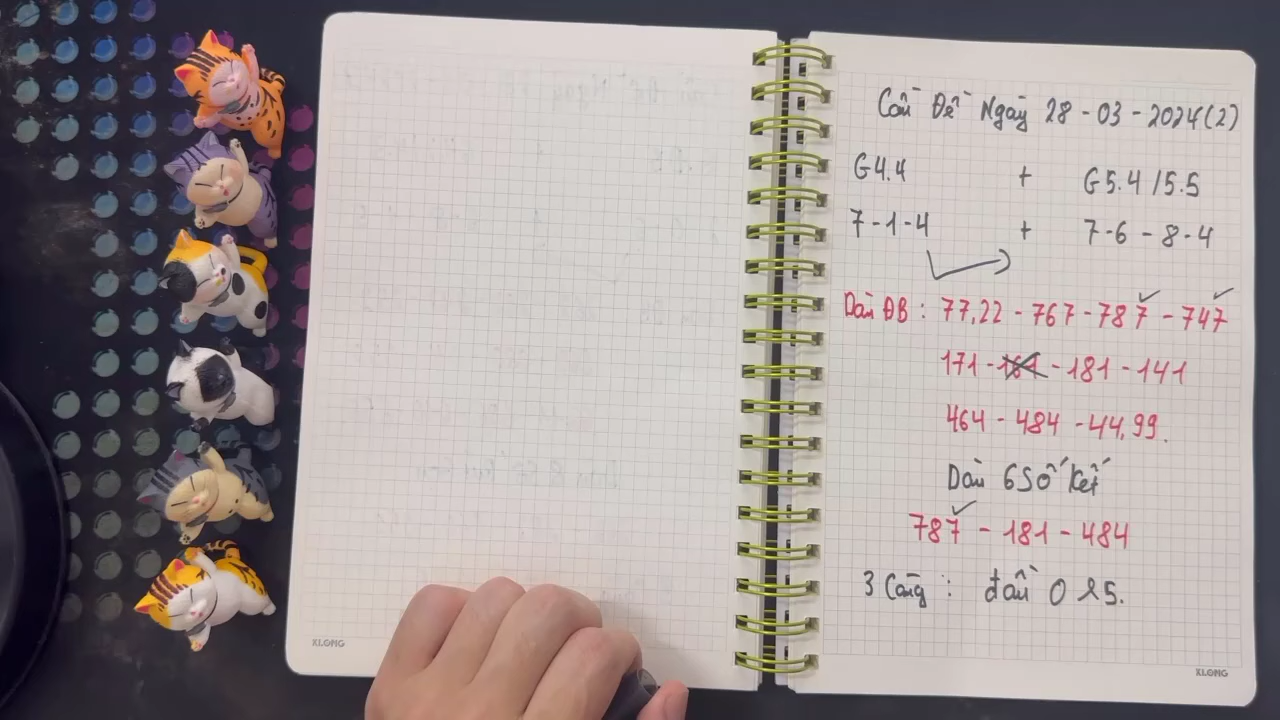 Cầu Đề Ngày 28-03-2024(2)
G4.4 + G5.4/5.5
7-1-4 + 7-6-8-4
Dàn ĐB: 77,22 - 767 - 787 - 747
171 - 161 - 181 - 141
464 - 484 - 44,99.
Dàn 6 Số Kết
787 - 181 - 484
3 Càng: đầu 0 & 5.
XLONG
XLONG